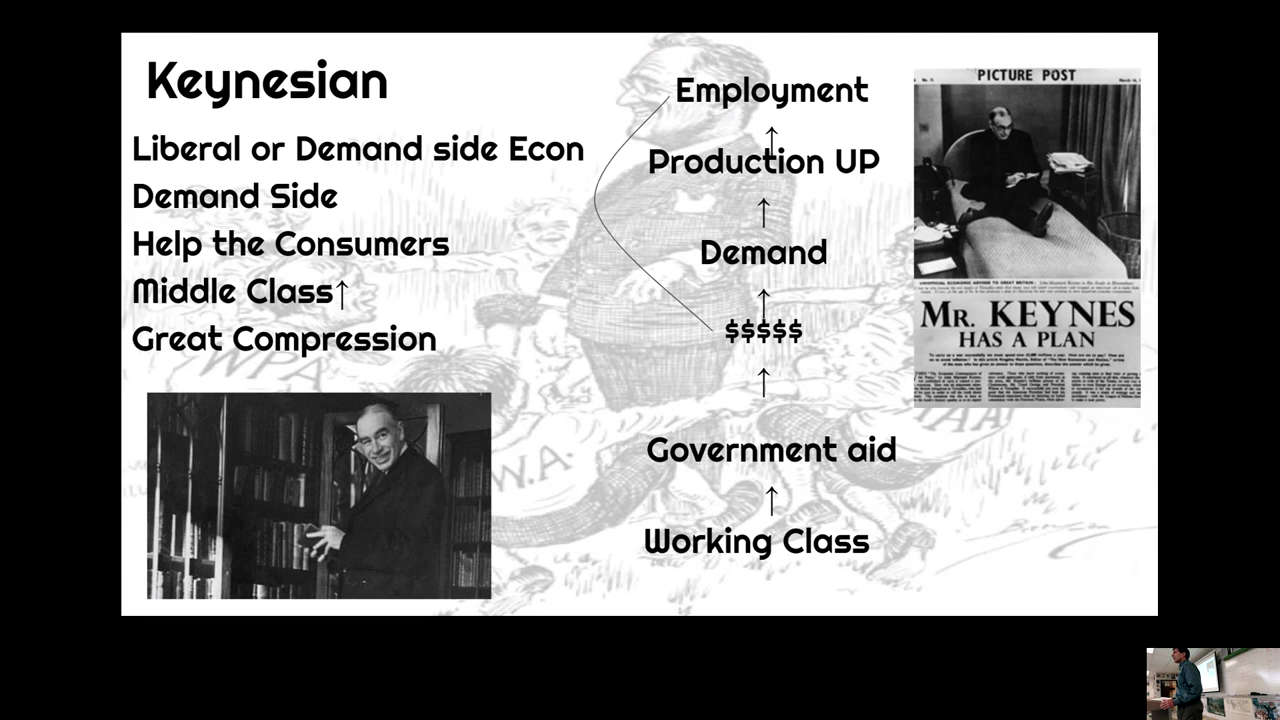 Keynesian
Liberal or Demand side Econ
Demand Side
Help the Consumers
Middle Class↑
Great Compression
Employment
↑
Production UP
↑
Demand
↑
$$$$$
↑
Government aid
↑
Working Class
PICTURE POST
MR. KEYNES
HAS A PLAN
W.A.